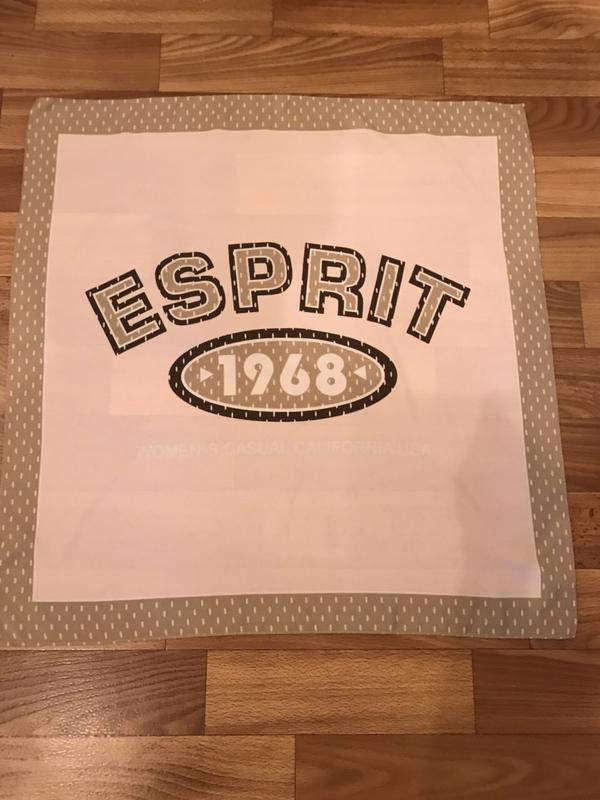 ESPRIT
1968
WOMEN'S CASUAL CALIFORNIA USA